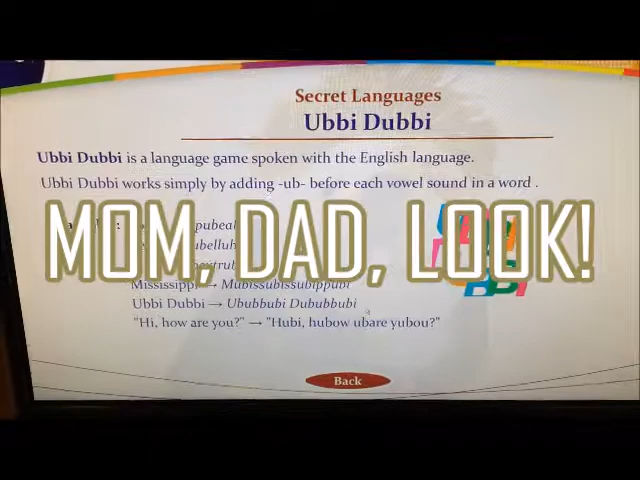 Secret Languages
Ubbi Dubbi
Ubbi Dubbi is a language game spoken with the English language.
Ubbi Dubbi works simply by adding -ub- before each vowel sound in a word .
MOM, DAD, LOOK!
Mississippi → Mubissubissubippubi
Ubbi Dubbi → Ububbubi Dububbubi
"Hi, how are you?" → "Hubi, hubow ubare yubou?"
Back